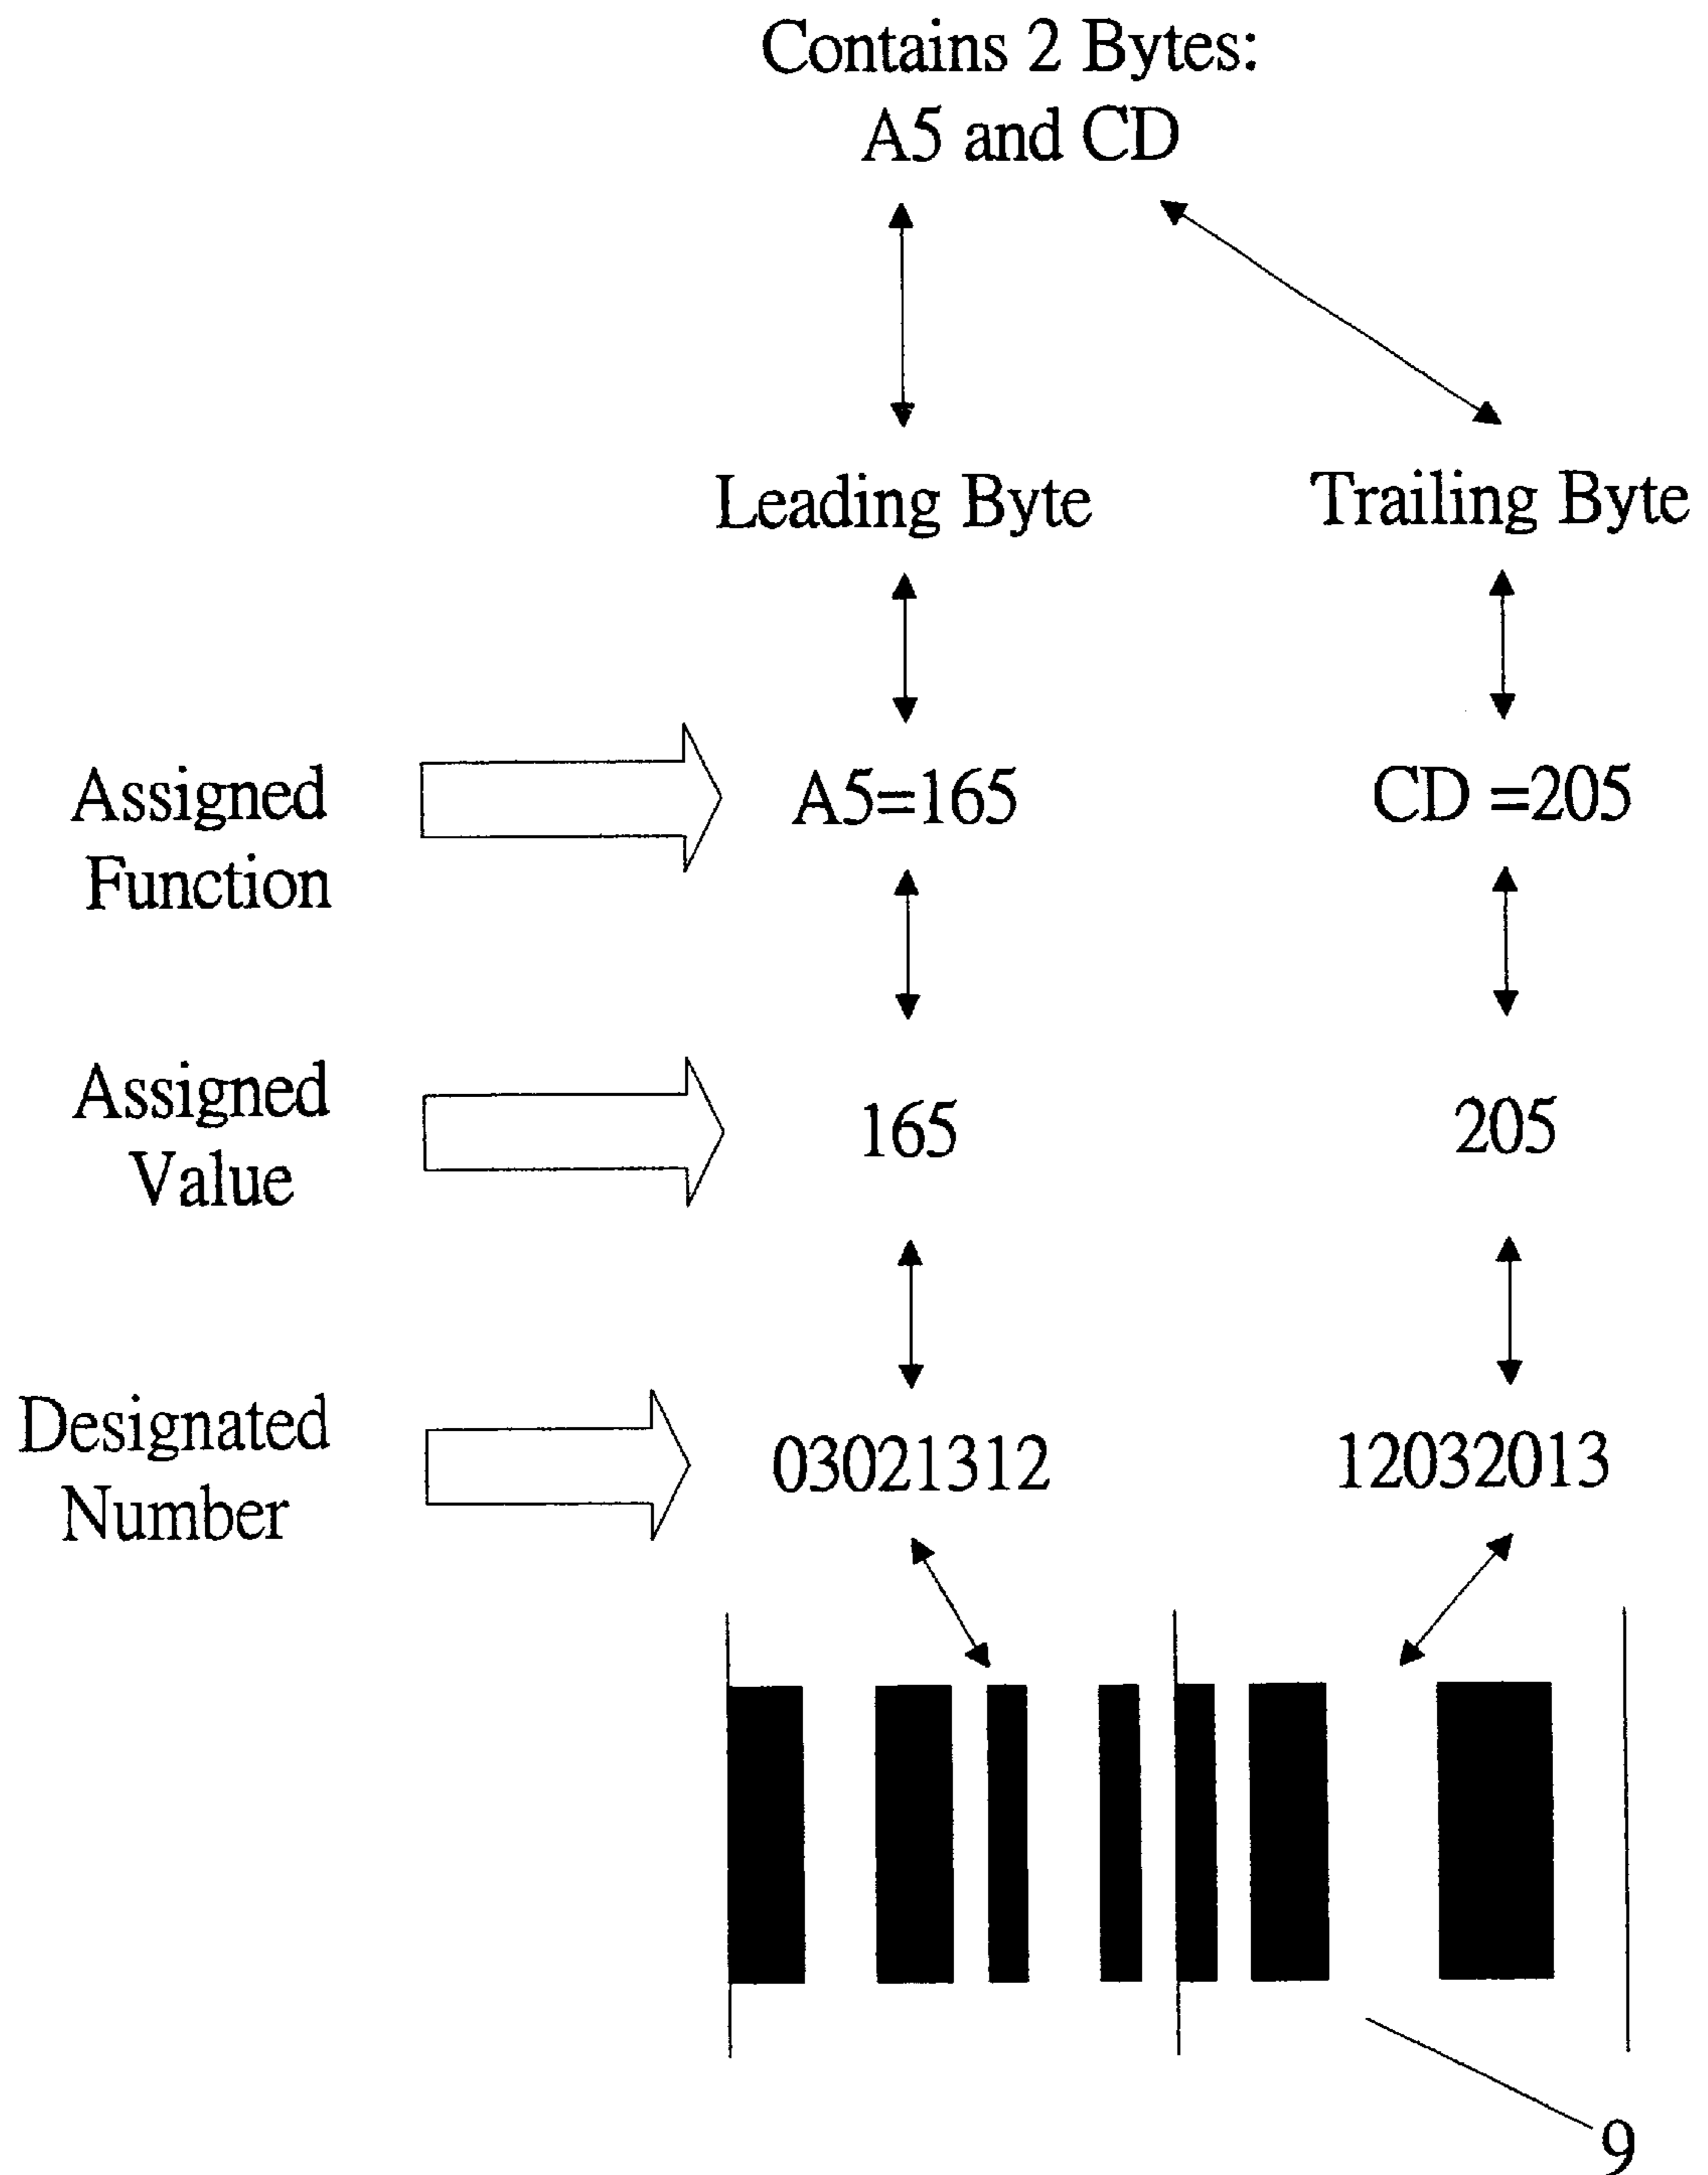 Contains 2 Bytes:
A5 and CD
Leading Byte
Trailing Byte
Assigned
Function
A5=165
CD =205
Assigned
Value
165
205
Designated
Number
03021312
12032013
9